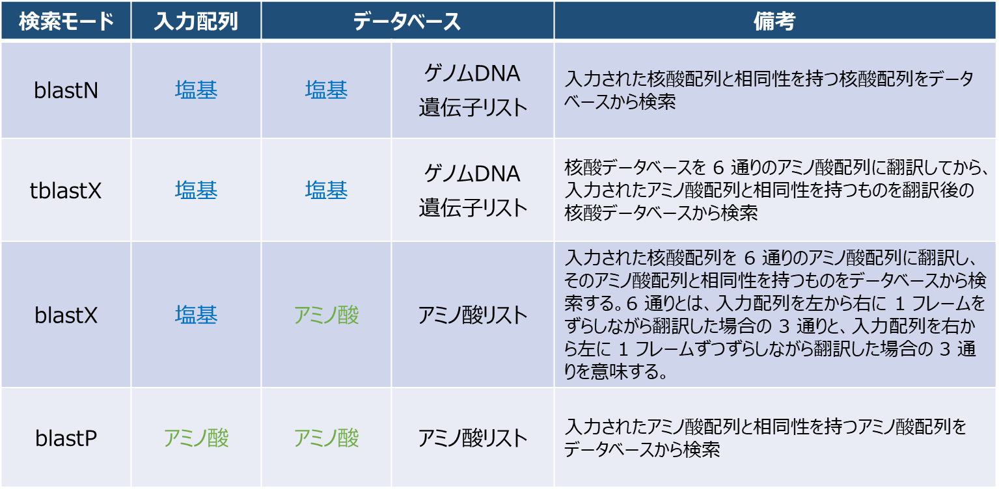 検索モード 入力配列 データベース 備考
blastN 塩基 塩基 ゲノムDNA
遺伝子リスト
入力された核酸配列と相同性を持つ核酸配列をデータ
ベースから検索
tblastX 塩基 塩基 ゲノムDNA
遺伝子リスト
核酸データベースを 6 通りのアミノ酸配列に翻訳してから、
入力されたアミノ酸配列と相同性を持つものを翻訳後の
核酸データベースから検索
blastX 塩基 アミノ酸 アミノ酸リスト
入力された核酸配列を 6 通りのアミノ酸配列に翻訳し、
そのアミノ酸配列と相同性を持つものをデータベースから検
索する。6 通りとは、入力配列を左から右に 1 フレームを
ずらしながら翻訳した場合の 3 通りと、入力配列を右か
ら左に 1 フレームずつずらしながら翻訳した場合の 3 通
りを意味する。
blastP アミノ酸 アミノ酸 アミノ酸リスト
入力されたアミノ酸配列と相同性を持つアミノ酸配列を
データベースから検索